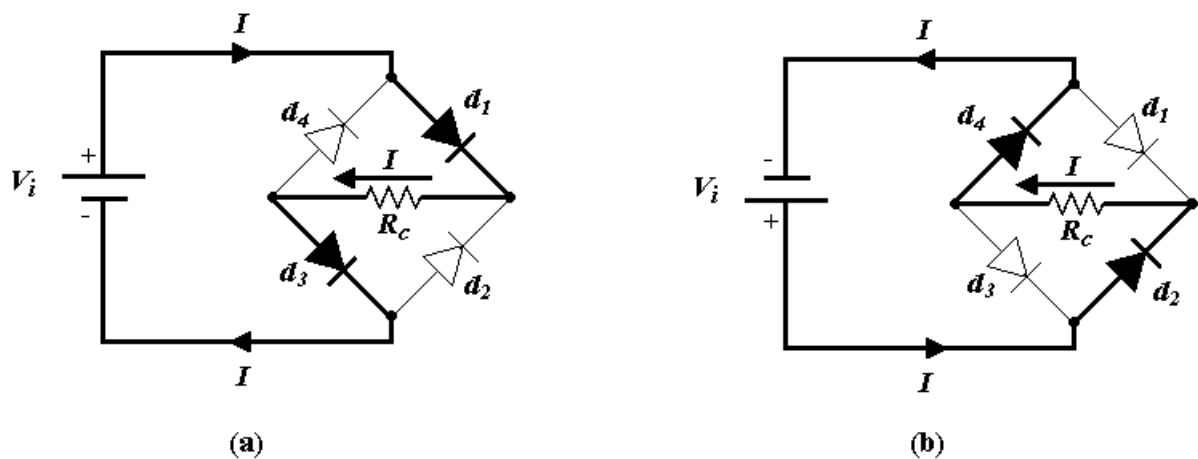 I
d4
d1
+
Vi
-
I
Rc
d3
d2
I
(a)
I
d4
d1
-
Vi
+
I
Rc
d3
d2
I
(b)